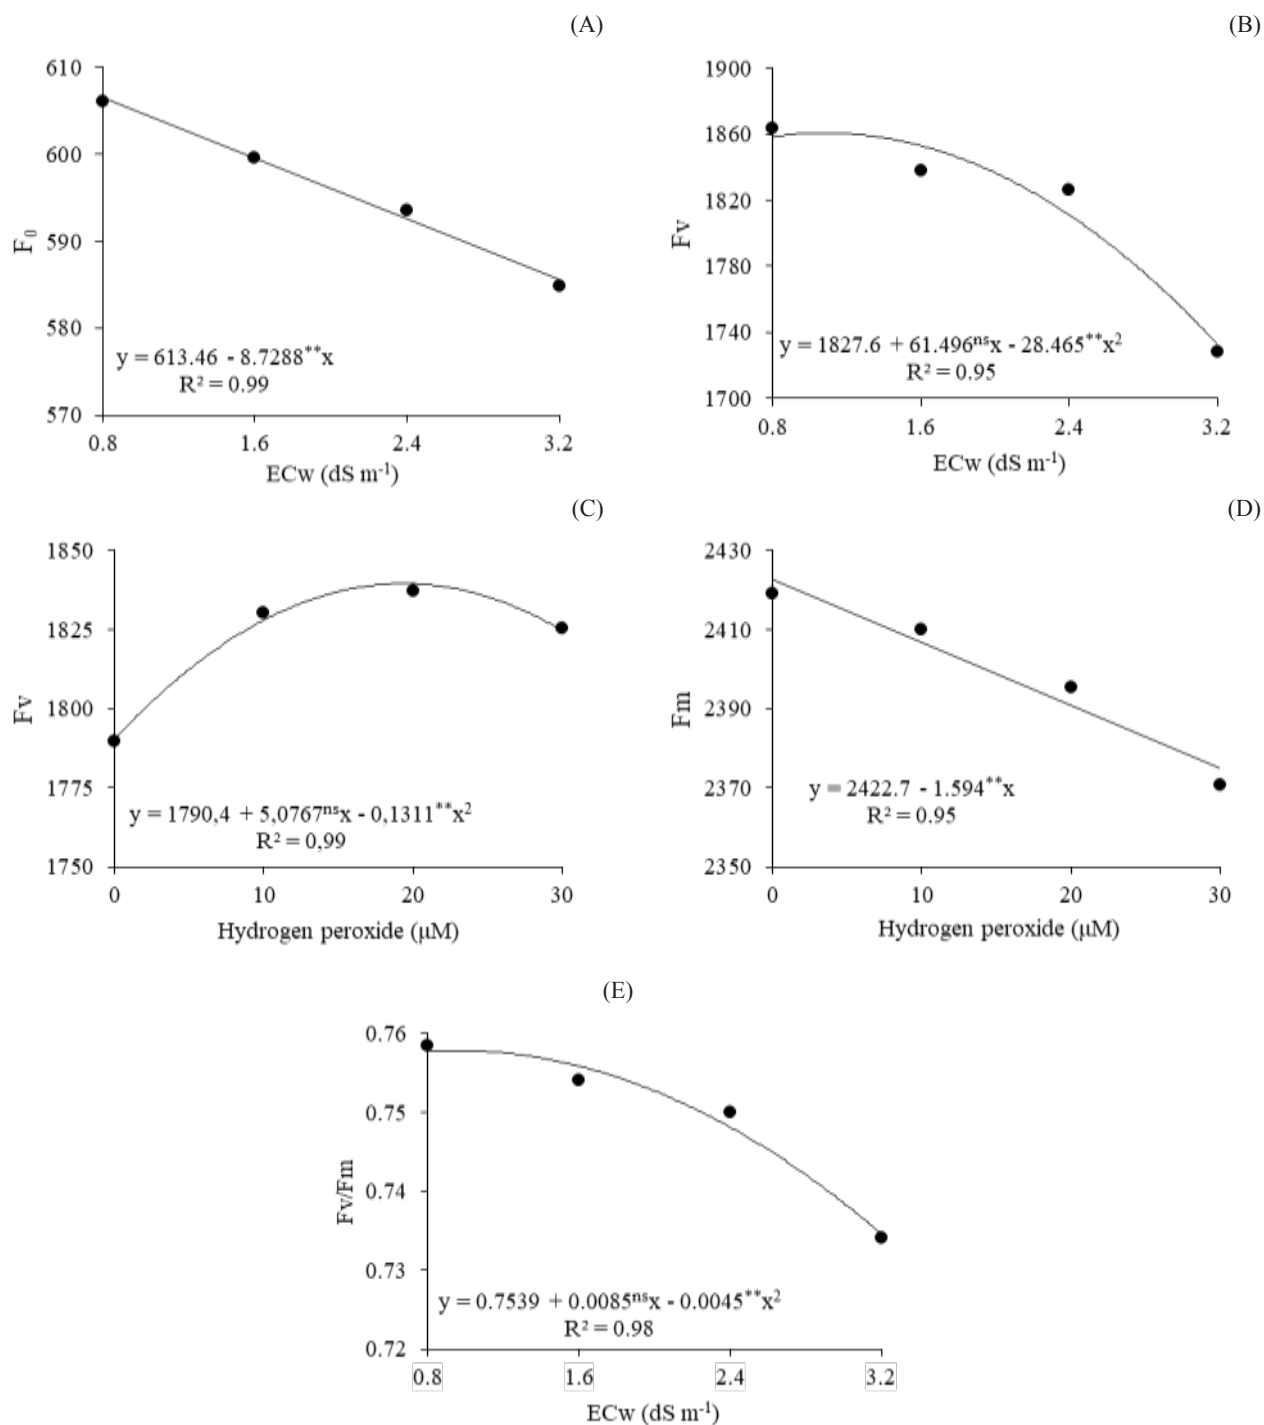 (A)
610
600
590
580
570
F₀
y = 613.46 - 8.7288**x
R² = 0.99
0.8 1.6 2.4 3.2
ECw (dS m⁻¹)
(B)
1900
1860
1820
1780
1740
1700
Fv
y = 1827.6 + 61.496ⁿˢx - 28.465**x²
R² = 0.95
0.8 1.6 2.4 3.2
ECw (dS m⁻¹)
(C)
1850
1825
1800
1775
1750
Fv
y = 1790,4 + 5,0767ⁿˢx - 0,1311**x²
R² = 0,99
0 10 20 30
Hydrogen peroxide (µM)
(D)
2430
2410
2390
2370
2350
Fm
y = 2422.7 - 1.594**x
R² = 0.95
0 10 20 30
Hydrogen peroxide (µM)
(E)
0.76
0.75
0.74
0.73
0.72
Fv/Fm
y = 0.7539 + 0.0085ⁿˢx - 0.0045**x²
R² = 0.98
0.8 1.6 2.4 3.2
ECw (dS m⁻¹)